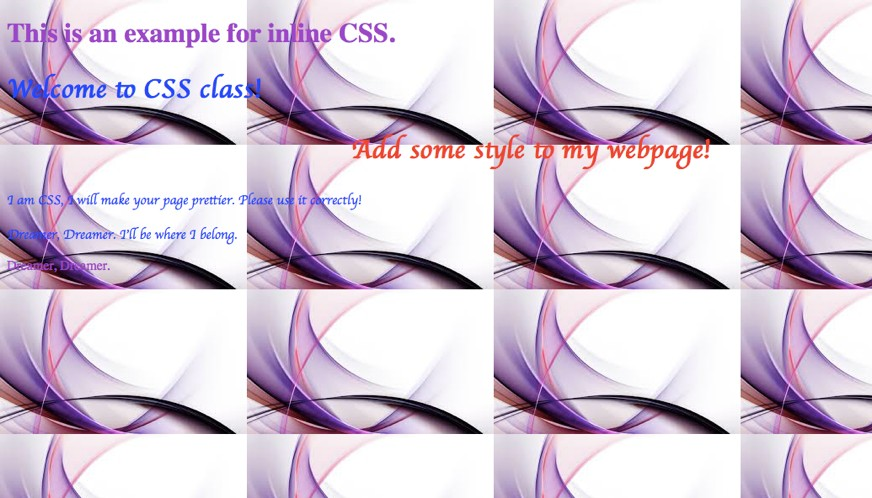 This is an example for inline CSS.
Welcome to CSS class!
Add some style to my webpage!
I am CSS, I will make your page prettier. Please use it correctly!
Dreamer, Dreamer. I'll be where I belong.
Dreamer, Dreamer.